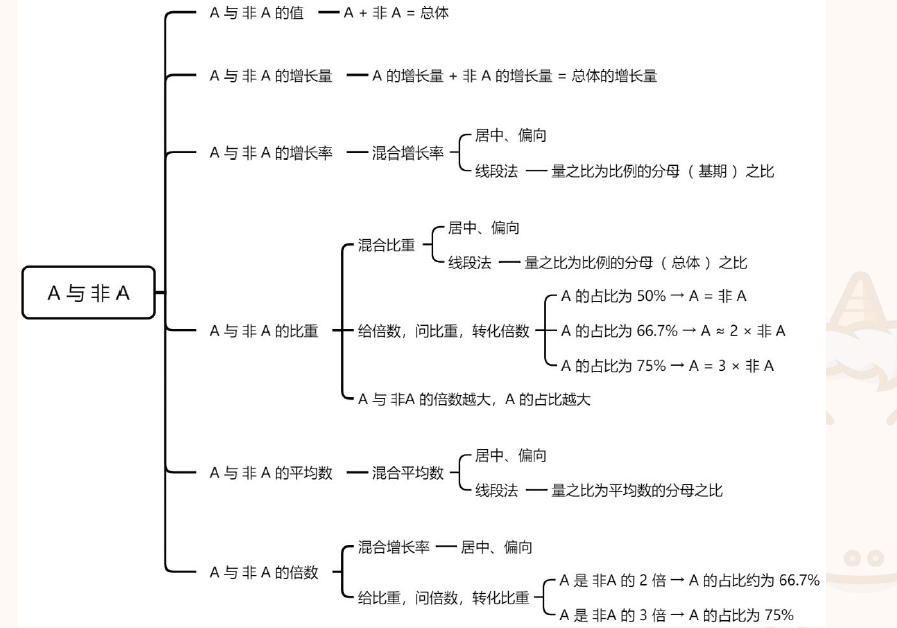 A 与 非 A
A 与 非 A 的值
A + 非 A = 总体
A 与 非 A 的增长量
A 的增长量 + 非 A 的增长量 = 总体的增长量
A 与 非 A 的增长率
混合增长率
居中、偏向
线段法
量之比为比例的分母（基期）之比
A 与 非 A 的比重
混合比重
居中、偏向
线段法
量之比为比例的分母（总体）之比
给倍数，问比重，转化倍数
A 的占比为 50% → A = 非 A
A 的占比为 66.7% → A ≈ 2 × 非 A
A 的占比为 75% → A = 3 × 非 A
A 与 非A 的倍数越大，A 的占比越大
A 与 非 A 的平均数
混合平均数
居中、偏向
线段法
量之比为平均数的分母之比
A 与 非 A 的倍数
混合增长率
居中、偏向
给比重，问倍数，转化比重
A 是 非A 的 2 倍 → A 的占比约为 66.7%
A 是 非A 的 3 倍 → A 的占比为 75%